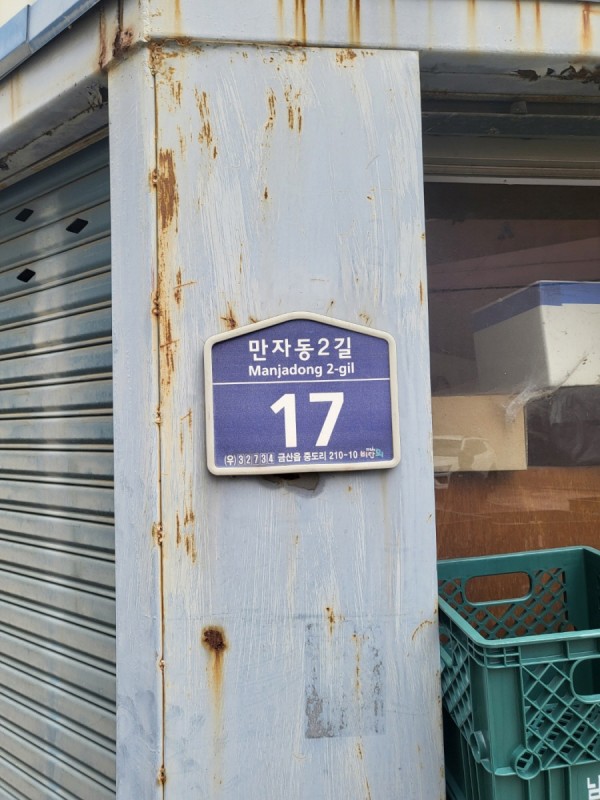 만자동2길
Manjadong 2-gil
17
(우)32734 금산읍 중도리 210-10